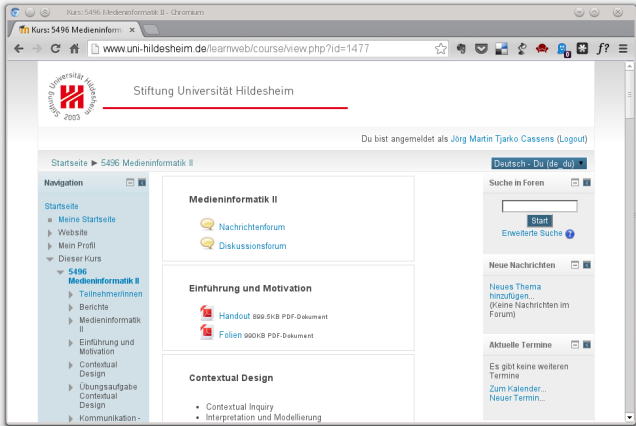 Kurs: 5496 Medieninformatik II - Chromium
Kurs: 5496 Medieninform
www.uni-hildesheim.de/learnweb/course/view.php?id=1477
f?
Stiftung Universität Hildesheim
2003
Stiftung Universität Hildesheim
Du bist angemeldet als Jörg Martin Tjarko Cassens (Logout)
Startseite ► 5496 Medieninformatik II
Deutsch - Du (de_du)
Navigation
Startseite
Meine Startseite
Website
Mein Profil
Dieser Kurs
5496
Medieninformatik II
Teilnehmer/innen
Berichte
Medieninformatik
II
Einführung und
Motivation
Contextual
Design
Übungsaufgabe
Contextual
Design
Kommunikation -
Medieninformatik II
Nachrichtenforum
Diskussionsforum
Einführung und Motivation
Handout 899.5KB PDF-Dokument
Folien 990KB PDF-Dokument
Contextual Design
Contextual Inquiry
Interpretation und Modellierung
Suche in Foren
Start
Erweiterte Suche ?
Neue Nachrichten
Neues Thema
hinzufügen...
(Keine Nachrichten im
Forum)
Aktuelle Termine
Es gibt keine weiteren
Termine
Zum Kalender...
Neuer Termin...